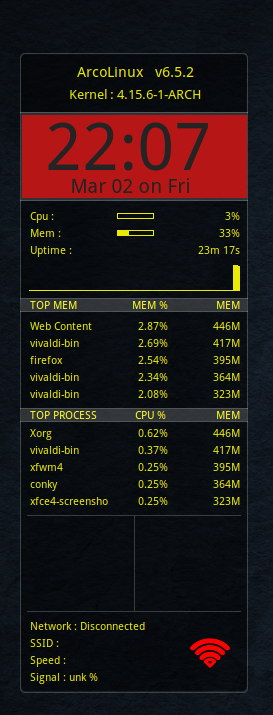 ArcoLinux v6.5.2
Kernel : 4.15.6-1-ARCH
22:07
Mar 02 on Fri
Cpu : 3%
Mem : 33%
Uptime : 23m 17s
TOP MEM MEM % MEM
Web Content 2.87% 446M
vivaldi-bin 2.69% 417M
firefox 2.54% 395M
vivaldi-bin 2.34% 364M
vivaldi-bin 2.08% 323M
TOP PROCESS CPU % MEM
Xorg 0.62% 446M
vivaldi-bin 0.37% 417M
xfwm4 0.25% 395M
conky 0.25% 364M
xfce4-screensho 0.25% 323M
Network : Disconnected
SSID :
Speed :
Signal : unk %